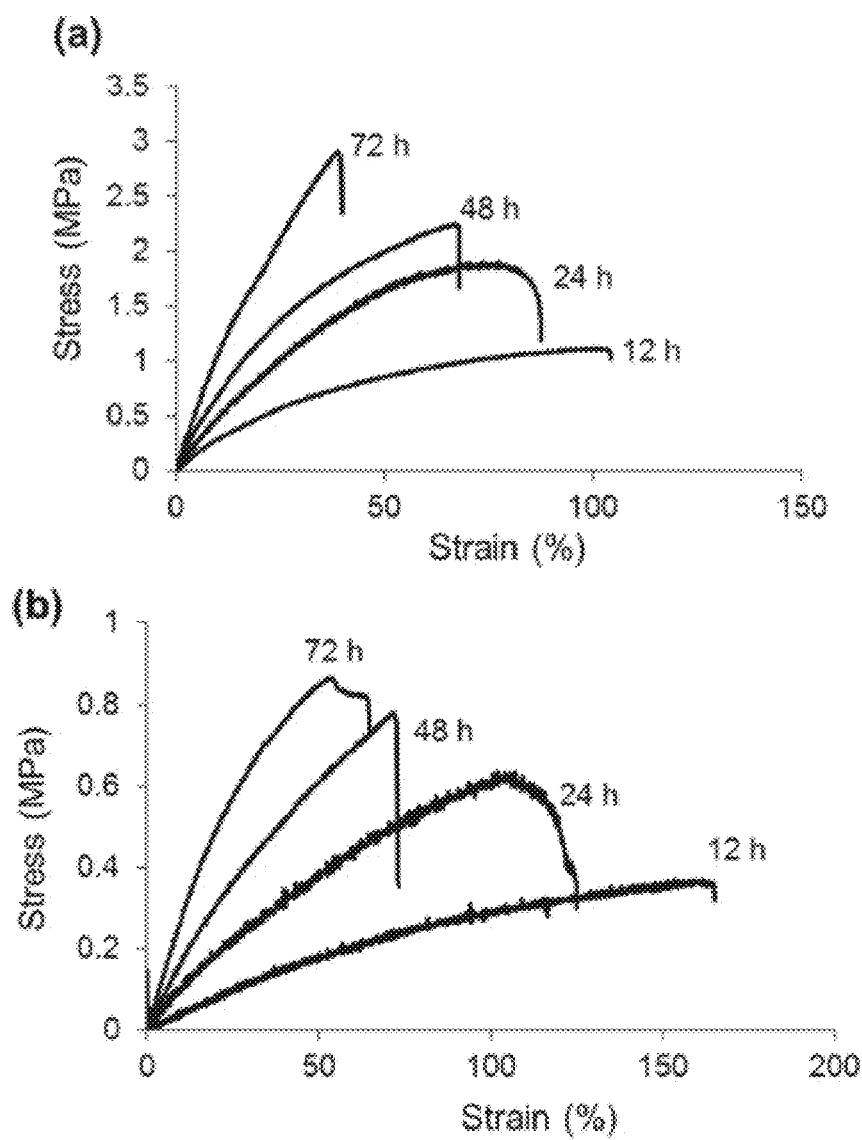 (a)
3.5
3
2.5
2
1.5
1
0.5
0
Stress (MPa)
72 h
48 h
24 h
12 h
0 50 100 150
Strain (%)
(b)
1
0.8
0.6
0.4
0.2
0
Stress (MPa)
72 h
48 h
24 h
12 h
0 50 100 150 200
Strain (%)